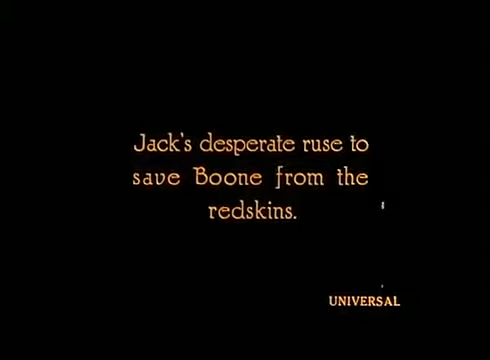 Jack's desperate ruse to
save Boone from the
redskins.
UNIVERSAL